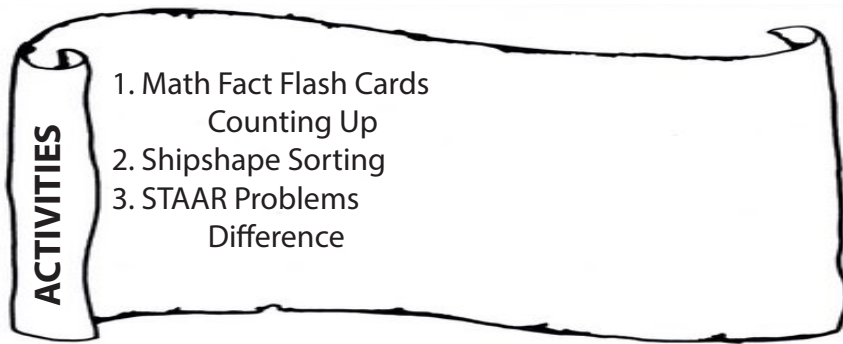 ACTIVITIES
1. Math Fact Flash Cards
Counting Up
2. Shipshape Sorting
3. STAAR Problems
Difference